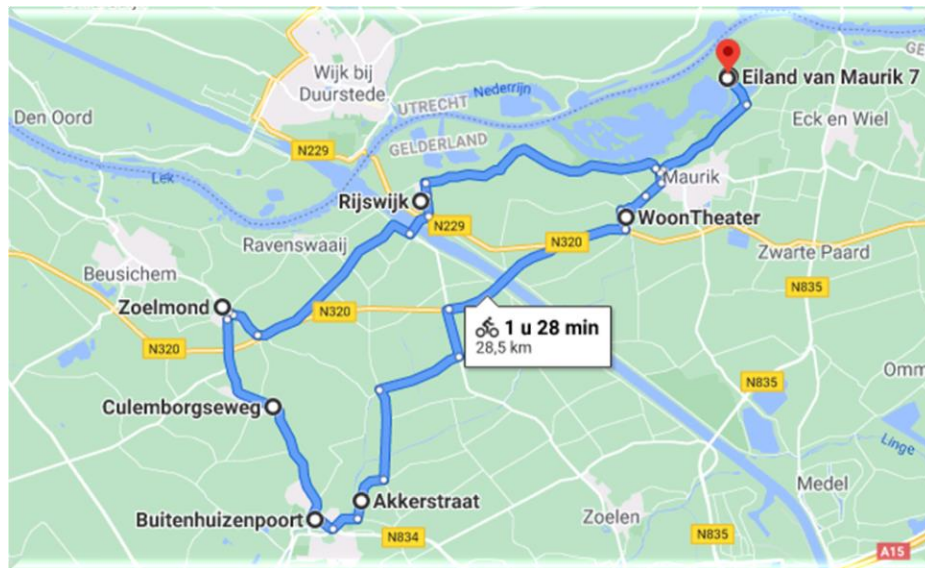 Wijk bij
Duurstede
Den Oord
UTRECHT
Nederrijn
Eiland van Maurik 7
N229
GELDERLAND
Eck en Wiel
Lek
Maurik
Rijswijk
WoonTheater
N229
Ravenswaaij
N320
Zwarte Paard
Beusichem
N835
Zoelmond
N320
1 u 28 min
28,5 km
N320
N835
Culemborgseweg
Linge
Akkerstraat
Medel
Buitenhuizenpoort
Zoelen
N834
N835
A15